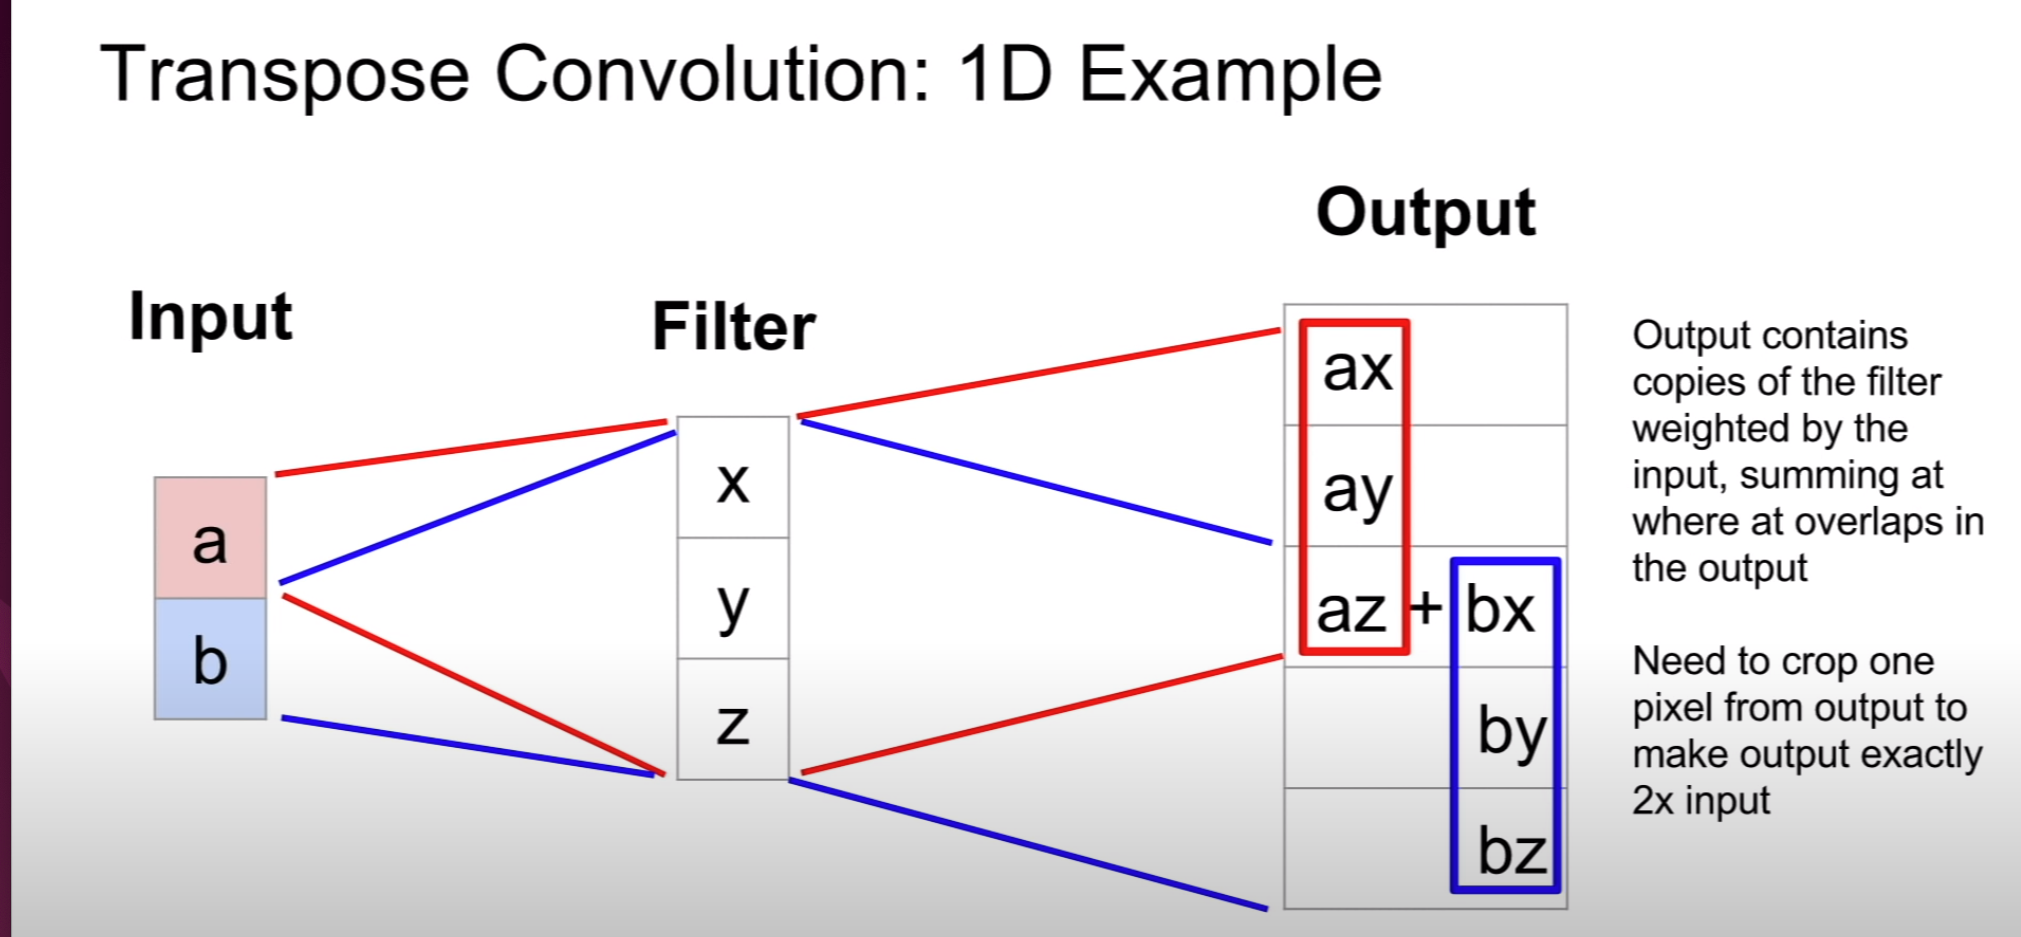 Transpose Convolution: 1D Example
Input
a
b
Filter
x
y
z
Output
ax
ay
az + bx
by
bz
Output contains
copies of the filter
weighted by the
input, summing at
where at overlaps in
the output
Need to crop one
pixel from output to
make output exactly
2x input